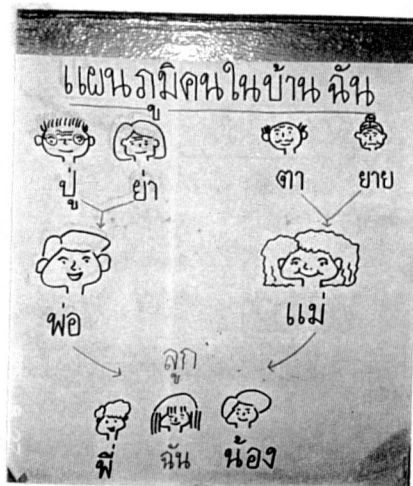 แผนภูมิคนในบ้านฉัน
ปู่ ย่า ตา ยาย
พ่อ แม่
ลูก
พี่ ฉัน น้อง